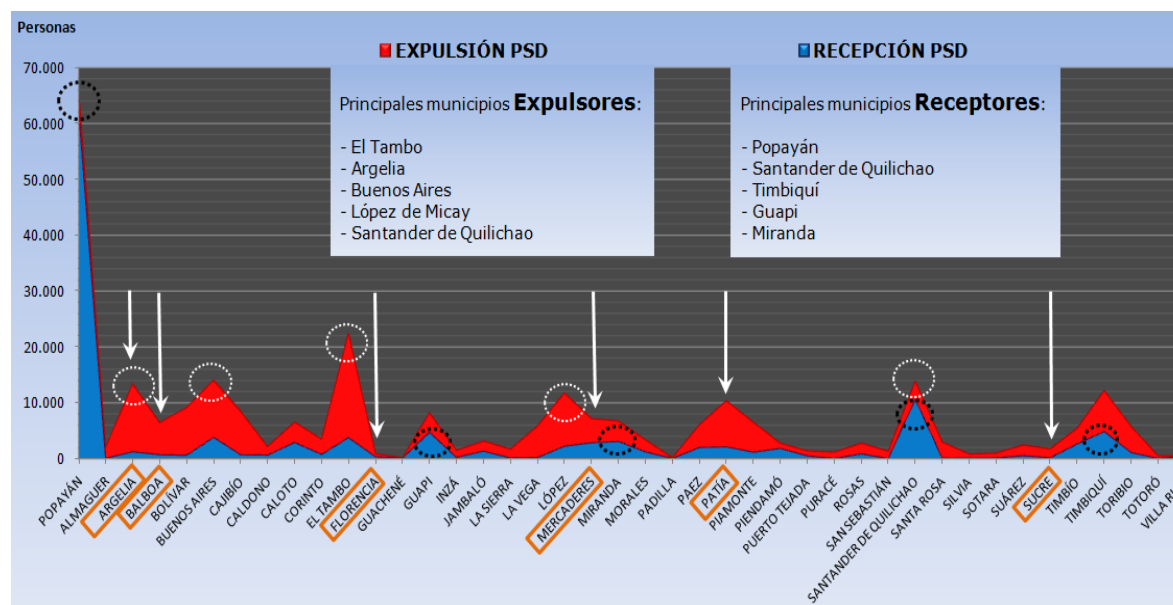 Personas
EXPULSIÓN PSD
RECEPCIÓN PSD
70.000
60.000
50.000
40.000
30.000
20.000
10.000
0
Principales municipios Expulsores:
- El Tambo
- Argelia
- Buenos Aires
- López de Micay
- Santander de Quilichao
Principales municipios Receptores:
- Popayán
- Santander de Quilichao
- Timbiquí
- Guapi
- Miranda
POPAYÁN
ALMAGUER
ARGELIA
BALBOA
BOLÍVAR
BUENOS AIRES
CAJIBÍO
CALDONO
CALOTO
CORINTO
EL TAMBO
FLORENCIA
GUACHENÉ
GUAPI
INZÁ
JAMBALÓ
LA SIERRA
LA VEGA
LÓPEZ
MERCADERES
MIRANDA
MORALES
PADILLA
PAEZ
PATÍA
PIAMONTE
PIENDAMÓ
PUERTO TEJADA
PURACÉ
ROSAS
SAN SEBASTIÁN
SANTANDER DE QUILICHAO
SANTA ROSA
SILVIA
SOTARA
SUÁREZ
SUCRE
TIMBÍO
TIMBIQUÍ
TORIBIO
TOTORÓ